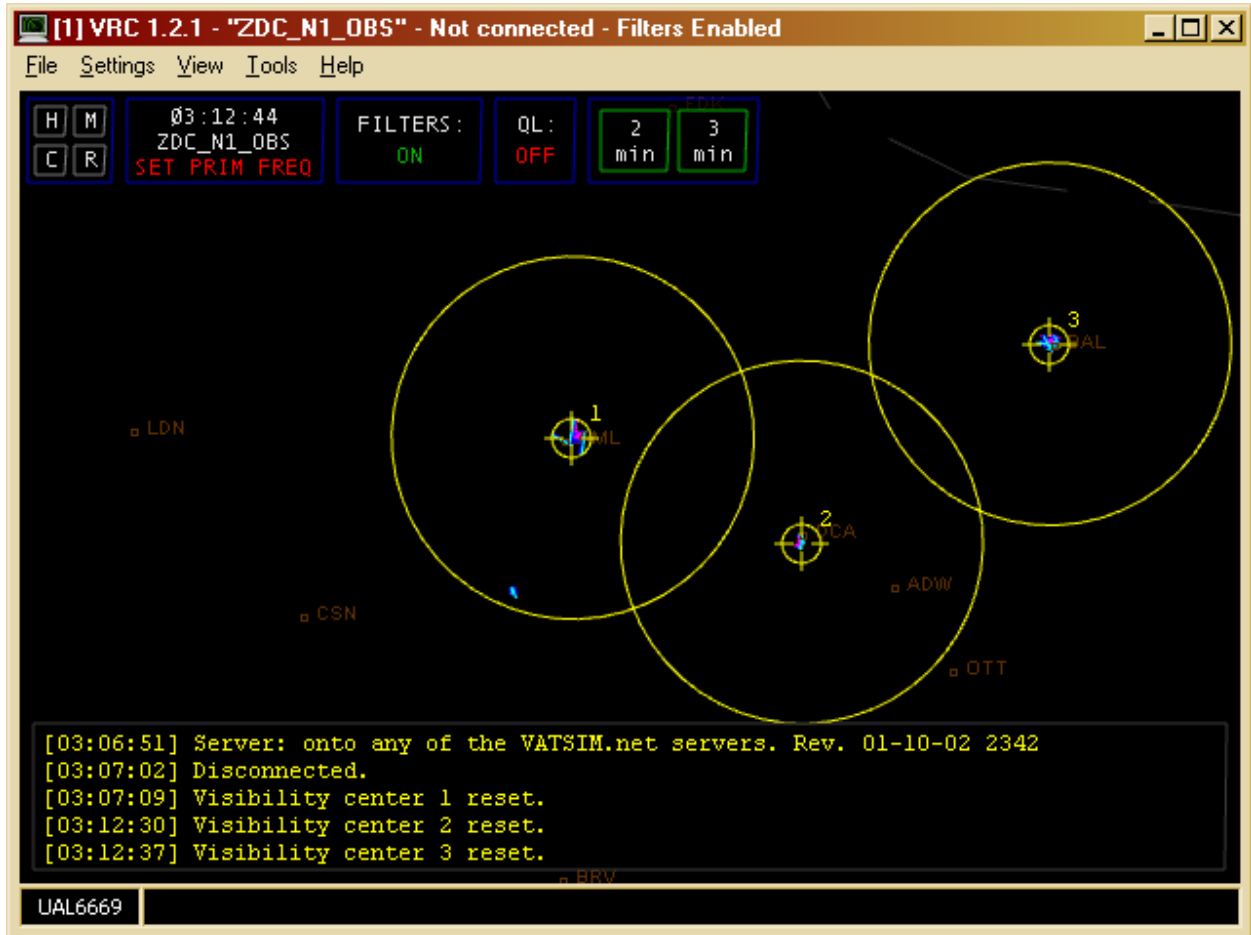 [1] VRC 1.2.1 - "ZDC_N1_OBS" - Not connected - Filters Enabled
File Settings View Tools Help
H M
C R
03:12:44
ZDC_N1_OBS
SET PRIM FREQ
FILTERS:
ON
QL:
OFF
2
min
3
min
3
BAL
1
LDN
2
DCA
ADW
CSN
OTT
[03:06:51] Server: onto any of the VATSIM.net servers. Rev. 01-10-02 2342
[03:07:02] Disconnected.
[03:07:09] Visibility center 1 reset.
[03:12:30] Visibility center 2 reset.
[03:12:37] Visibility center 3 reset.
BRV
UAL6669